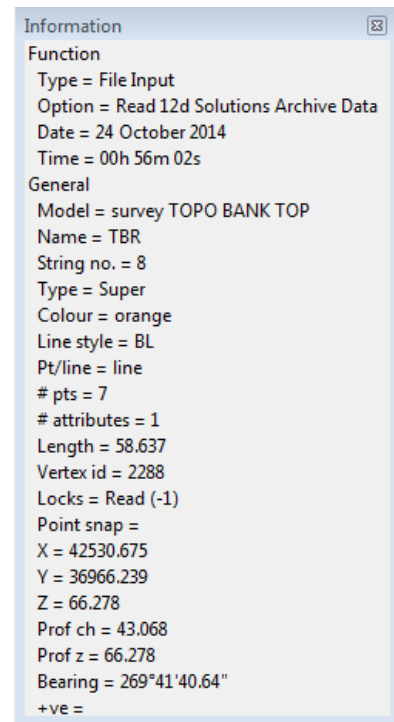 Information
Function
Type = File Input
Option = Read 12d Solutions Archive Data
Date = 24 October 2014
Time = 00h 56m 02s
General
Model = survey TOPO BANK TOP
Name = TBR
String no. = 8
Type = Super
Colour = orange
Line style = BL
Pt/line = line
# pts = 7
# attributes = 1
Length = 58.637
Vertex id = 2288
Locks = Read (-1)
Point snap =
X = 42530.675
Y = 36966.239
Z = 66.278
Prof ch = 43.068
Prof z = 66.278
Bearing = 269°41'40.64"
+ve =